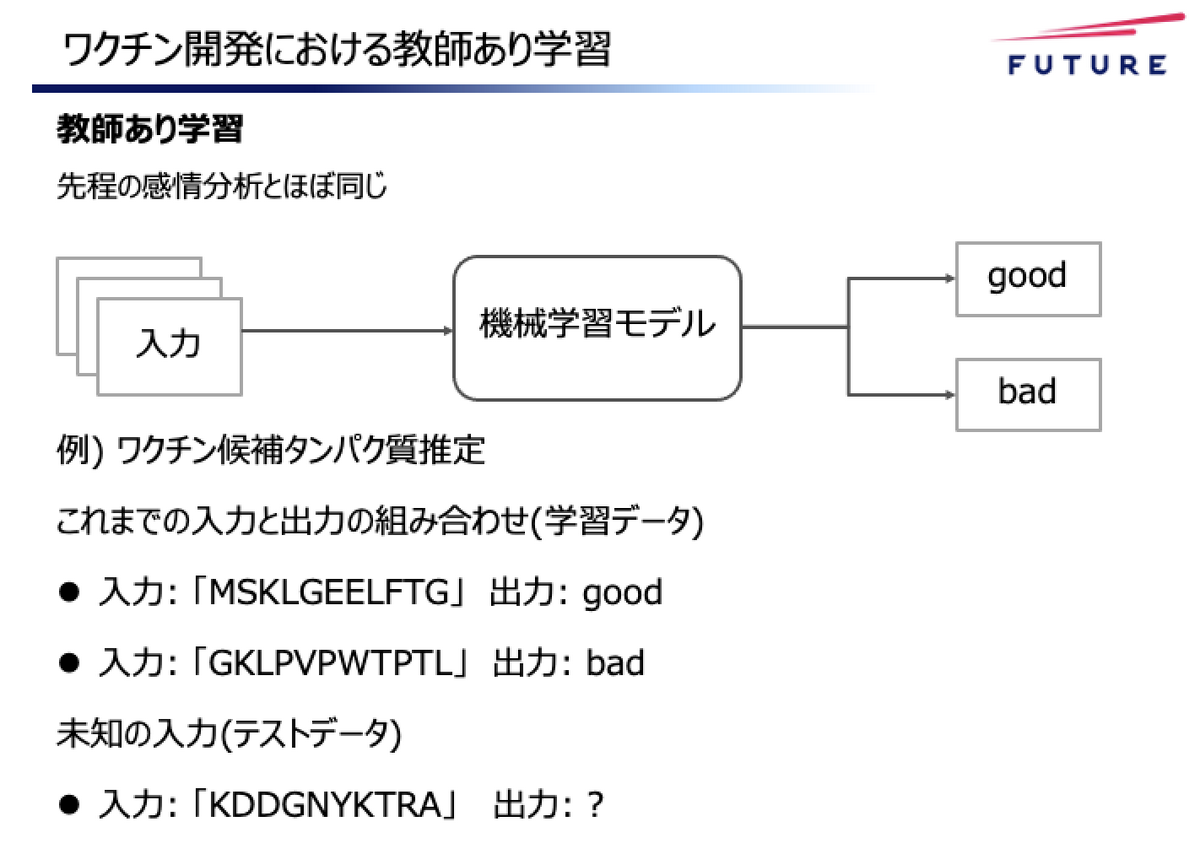 ワクチン開発における教師あり学習
FUTURE
教師あり学習
先程の感情分析とほぼ同じ
入力
機械学習モデル
good
bad
例) ワクチン候補タンパク質推定
これまでの入力と出力の組み合わせ(学習データ)
● 入力: 「MSKLGEELFTG」 出力: good
● 入力: 「GKLPVPWTPTL」 出力: bad
未知の入力(テストデータ)
● 入力: 「KDDGNYKTRA」 出力: ?